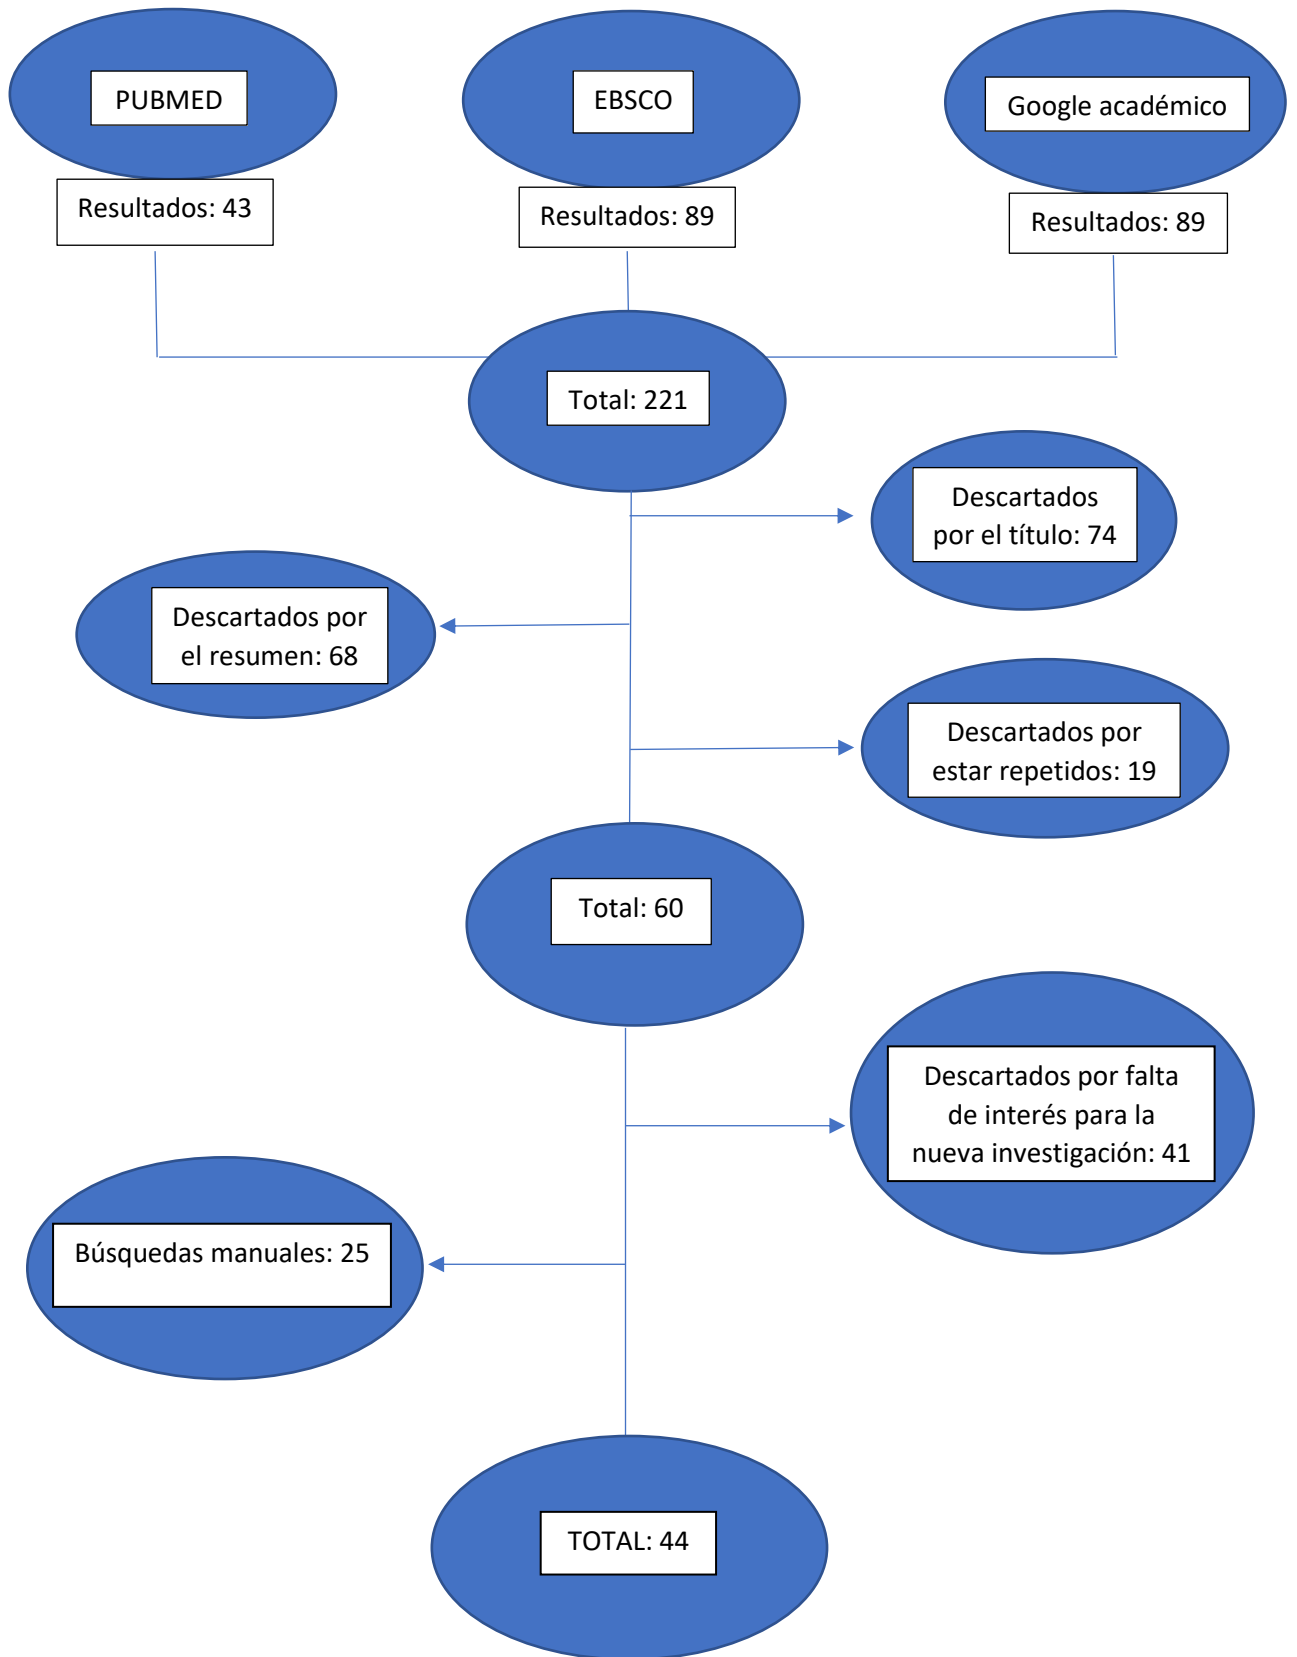 PUBMED
EBSCO
Google académico
Resultados: 43
Resultados: 89
Resultados: 89
Total: 221
Descartados
por el título: 74
Descartados por
el resumen: 68
Descartados por
estar repetidos: 19
Total: 60
Descartados por falta
de interés para la
nueva investigación: 41
Búsquedas manuales: 25
TOTAL: 44